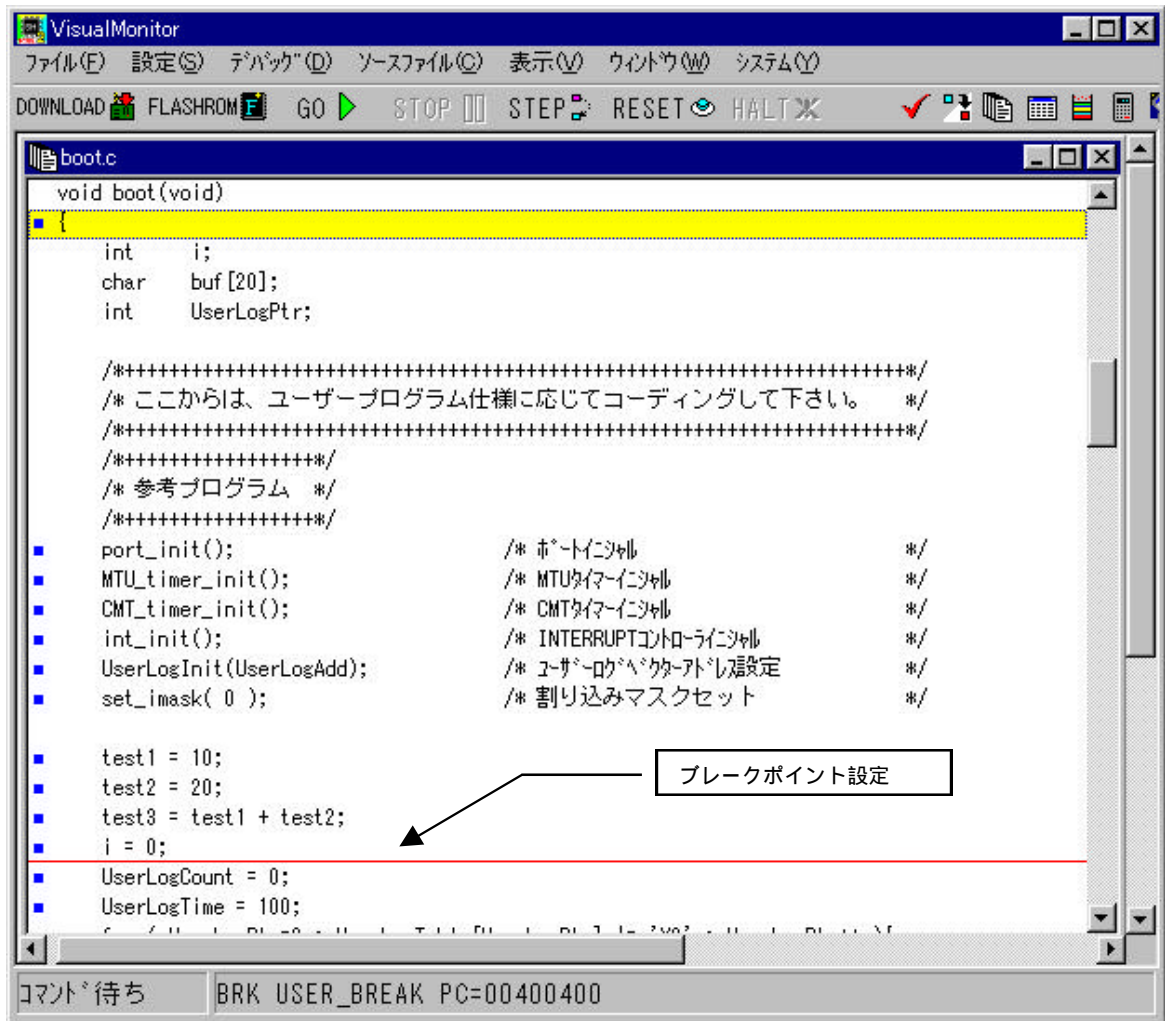 VisualMonitor
ファイル(F) 設定(S) ﾃﾞﾊﾞｯｸﾞ(D) ソースファイル(C) 表示(V) ウィンドウ(W) システム(Y)
DOWNLOAD FLASHROM GO STOP STEP RESET HALT
boot.c
void boot(void)
{
int i;
char buf[20];
int UserLogPtr;
/*++++++++++++++++++++++++++++++++++++++++++++++++++++++++++++++++++++++*/
/* ここからは、ユーザープログラム仕様に応じてコーディングして下さい。 */
/*++++++++++++++++++++++++++++++++++++++++++++++++++++++++++++++++++++++*/
/*+++++++++++++++++*/
/* 参考プログラム */
/*+++++++++++++++++*/
port_init(); /* ﾎﾟｰﾄｲﾆｼｬﾙ */
MTU_timer_init(); /* MTUﾀｲﾏｰｲﾆｼｬﾙ */
CMT_timer_init(); /* CMTﾀｲﾏｰｲﾆｼｬﾙ */
int_init(); /* INTERRUPTｺﾝﾄﾛｰﾗｲﾆｼｬﾙ */
UserLogInit(UserLogAdd); /* ﾕｰｻﾞｰﾛｸﾞﾍﾞｸﾀｰｱﾄﾞﾚｽ設定 */
set_imask( 0 ); /* 割り込みマスクセット */
test1 = 10;
test2 = 20;
test3 = test1 + test2;
ブレークポイント設定
i = 0;
UserLogCount = 0;
UserLogTime = 100;
ｺﾏﾝﾄﾞ待ち BRK USER_BREAK PC=00400400